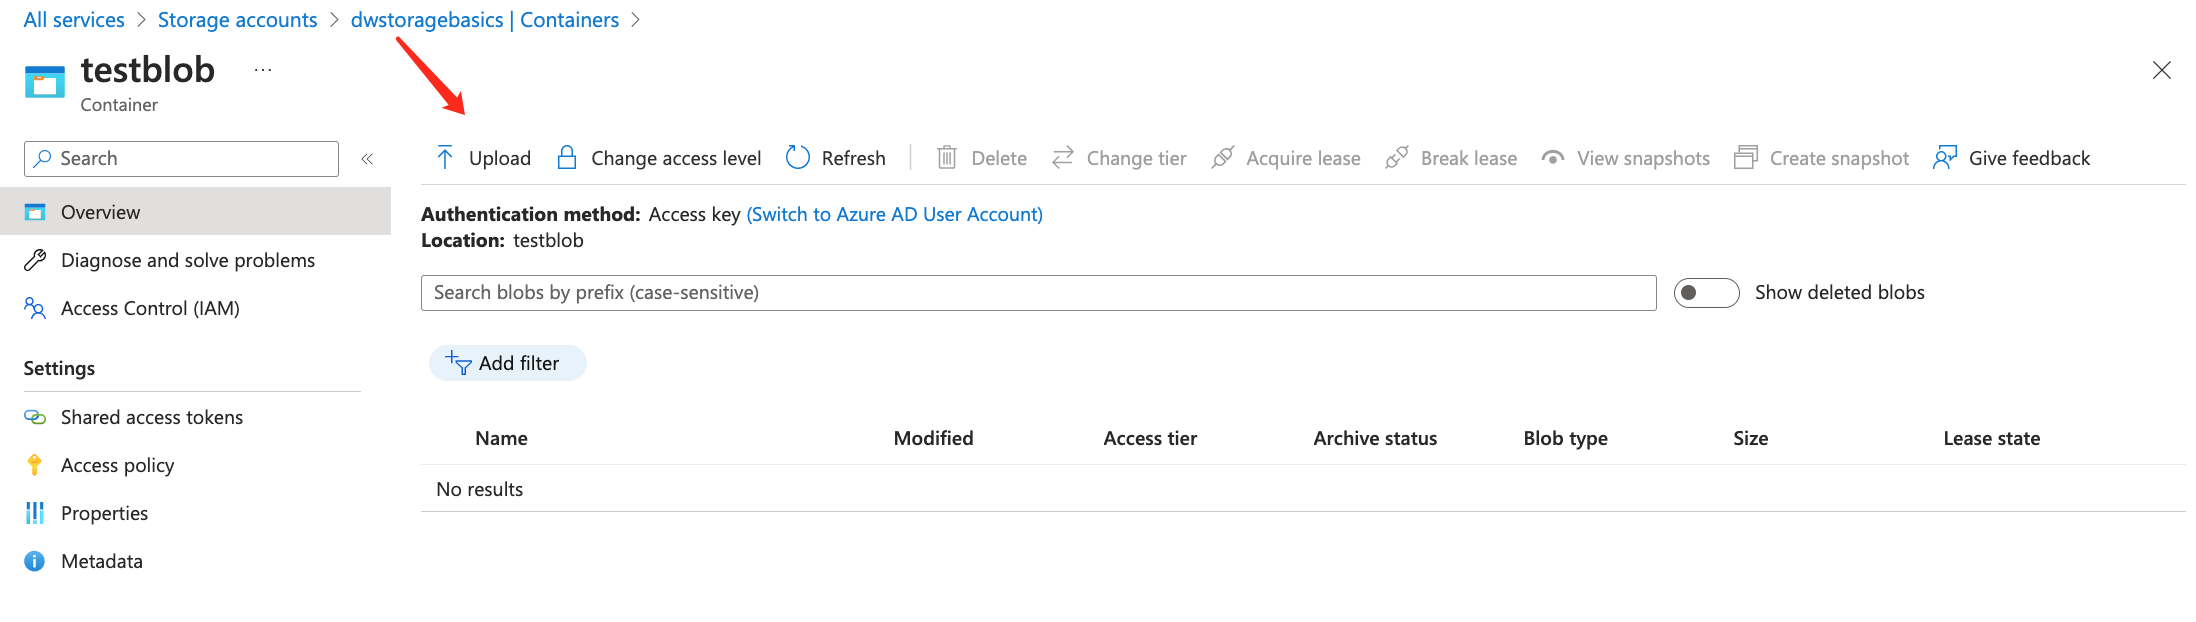 All services > Storage accounts > dwstoragebasics | Containers >
testblob ...
Container
Search «
Upload Change access level Refresh Delete Change tier Acquire lease Break lease View snapshots Create snapshot Give feedback
Overview
Diagnose and solve problems
Access Control (IAM)
Settings
Shared access tokens
Access policy
Properties
Metadata
Authentication method: Access key (Switch to Azure AD User Account)
Location: testblob
Search blobs by prefix (case-sensitive) Show deleted blobs
Add filter
Name Modified Access tier Archive status Blob type Size Lease state
No results